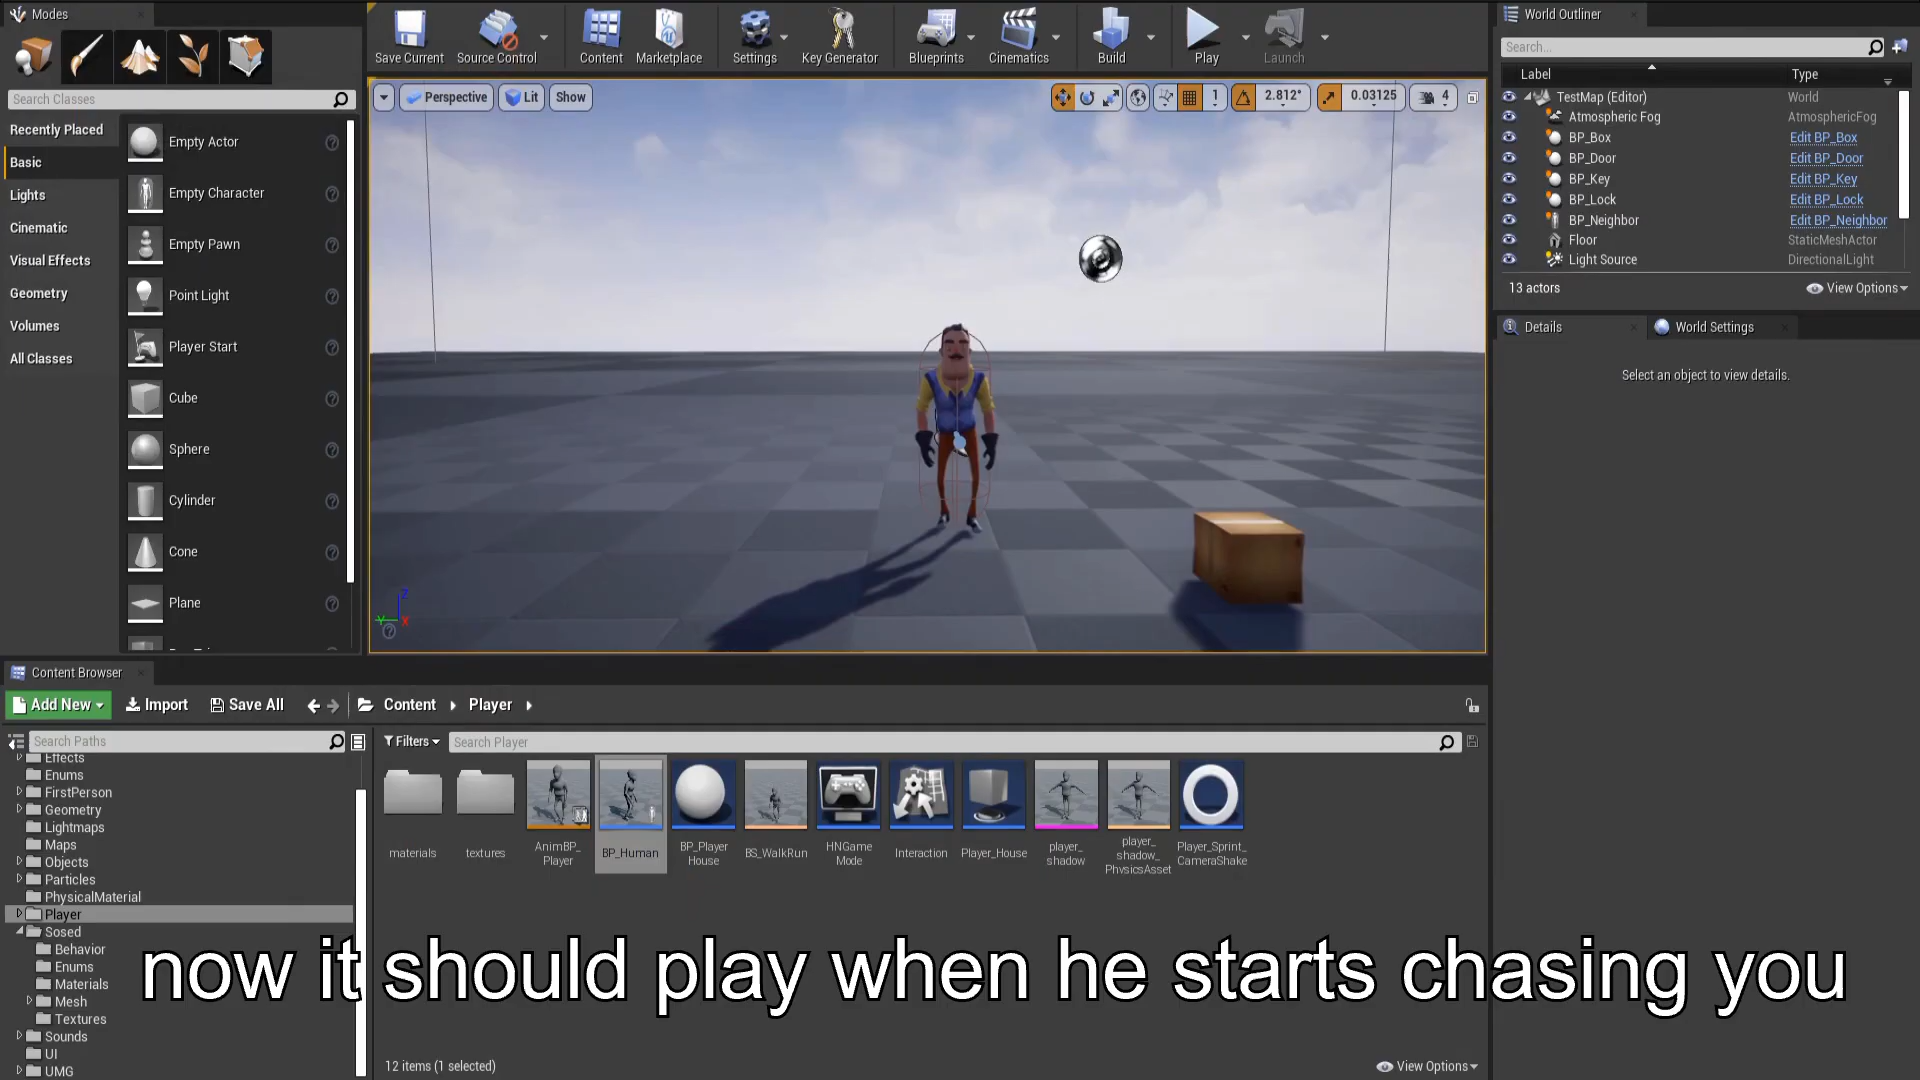 Modes
Save Current
Source Control
Content
Marketplace
Settings
Key Generator
Blueprints
Cinematics
Build
Play
Launch
World Outliner
Search...
Label
Type
TestMap (Editor)
World
Atmospheric Fog
AtmosphericFog
BP_Box
Edit BP_Box
BP_Door
Edit BP_Door
BP_Key
Edit BP_Key
BP_Lock
Edit BP_Lock
BP_Neighbor
Edit BP_Neighbor
Floor
StaticMeshActor
Light Source
DirectionalLight
13 actors
View Options
Details
World Settings
Select an object to view details.
Search Classes
Recently Placed
Basic
Lights
Cinematic
Visual Effects
Geometry
Volumes
All Classes
Empty Actor
Empty Character
Empty Pawn
Point Light
Player Start
Cube
Sphere
Cylinder
Cone
Plane
Perspective
Lit
Show
1
2.812°
0.03125
4
Z
Y
X
Content Browser
Add New
Import
Save All
Content
Player
Search Paths
Filters
Search Player
Effects
Enums
FirstPerson
Geometry
Lightmaps
Maps
Objects
Particles
PhysicalMaterial
Player
Sosed
Behavior
Enums
Materials
Mesh
Textures
Sounds
UI
UMG
materials
textures
AnimBP_
Player
BP_Human
BP_Player
House
BS_WalkRun
HNGame
Mode
Interaction
Player_House
player_
shadow
player_
shadow_
PhysicsAsset
Player_Sprint_
CameraShake
now it should play when he starts chasing you
12 items (1 selected)
View Options